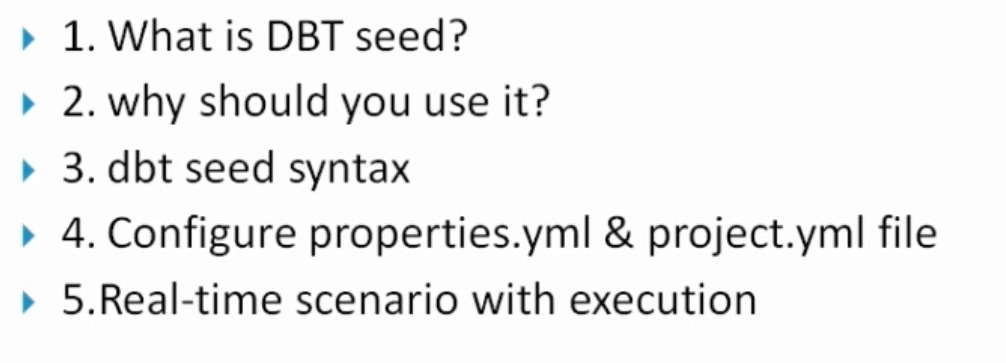 1. What is DBT seed?
2. why should you use it?
3. dbt seed syntax
4. Configure properties.yml & project.yml file
5.Real-time scenario with execution